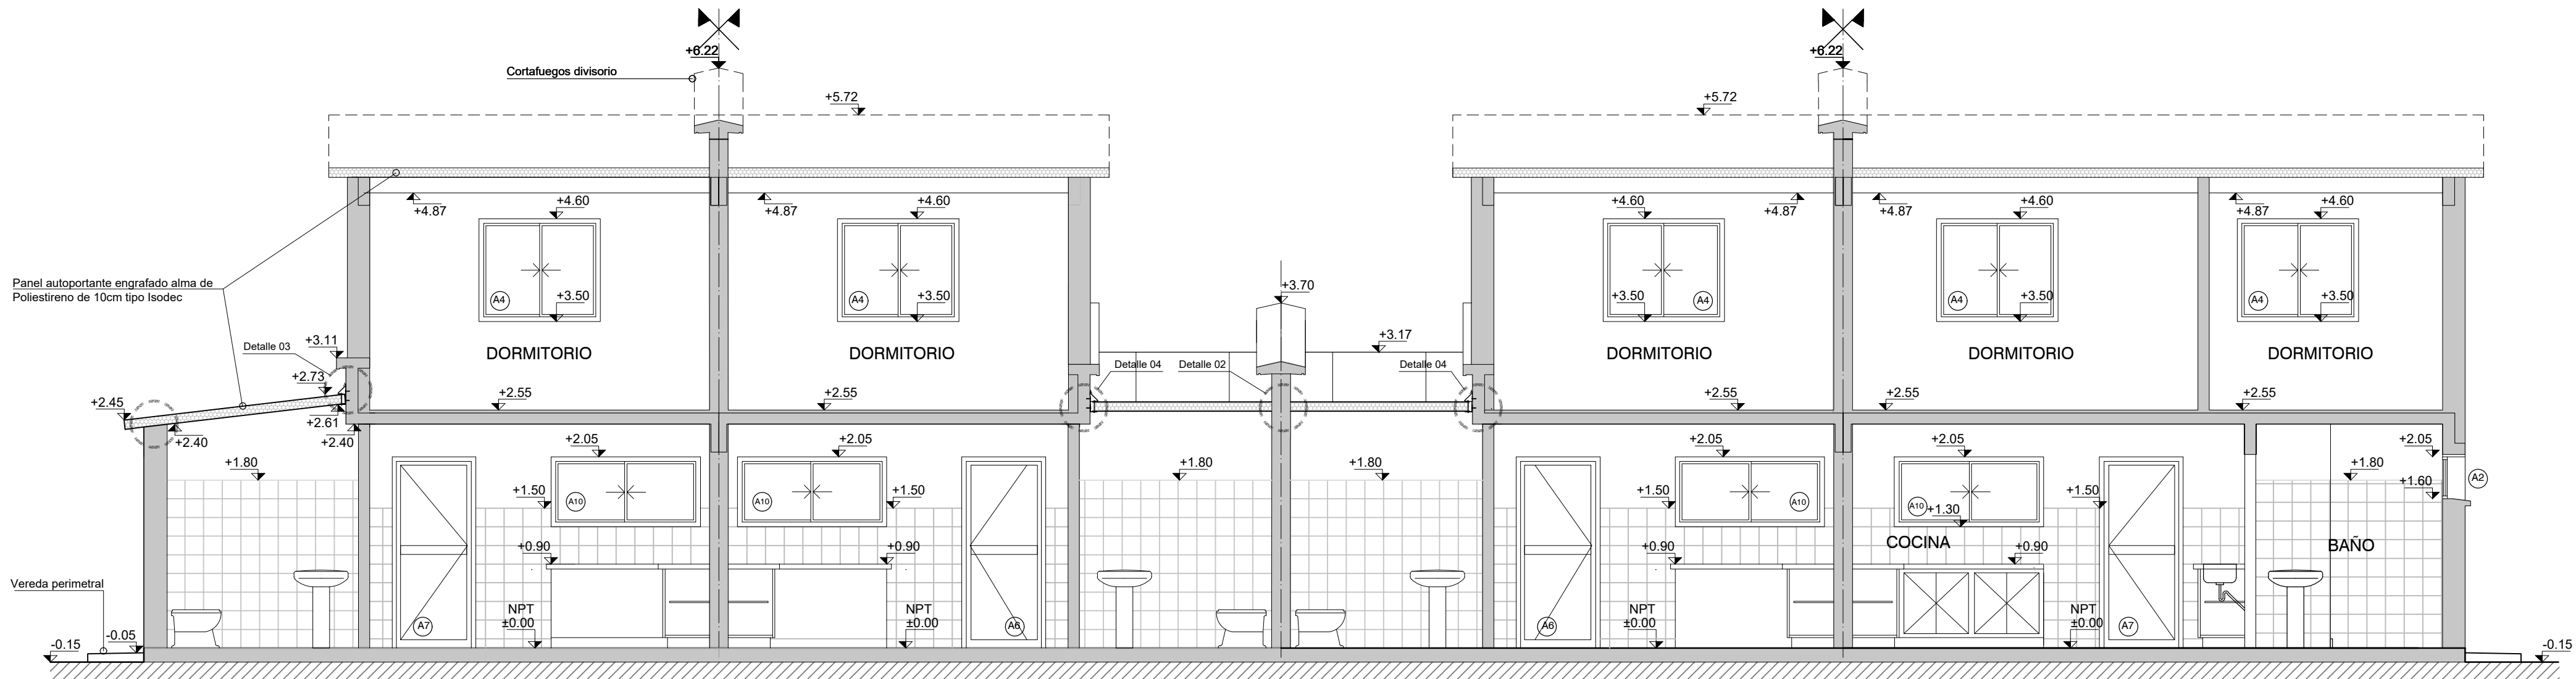 +6.22
+6.22
Cortafuegos divisorio
+5.72
+5.72
+4.87
+4.60
+4.87
+4.60
+4.60
+4.87
+4.87
+4.60
+4.87
+4.60
Panel autoportante engrafado alma de
Poliestireno de 10cm tipo Isodec
A4
+3.50
A4
+3.50
+3.70
+3.50
A4
A4
+3.50
A4
+3.50
+3.11
Detalle 03
DORMITORIO
DORMITORIO
+3.17
DORMITORIO
DORMITORIO
DORMITORIO
Detalle 04
Detalle 02
Detalle 04
+2.73
+2.45
+2.55
+2.55
+2.55
+2.55
+2.55
+2.61
+2.40
+2.40
+2.05
+2.05
+2.05
+2.05
+2.05
+1.80
+1.80
+1.80
+1.80
+1.60
A2
+1.50
A10
A10
+1.50
+1.50
A10
A10
+1.30
+1.50
COCINA
BAÑO
+0.90
+0.90
+0.90
+0.90
Vereda perimetral
NPT
±0.00
NPT
±0.00
NPT
±0.00
NPT
±0.00
A7
A6
A6
A7
-0.15
-0.05
-0.15